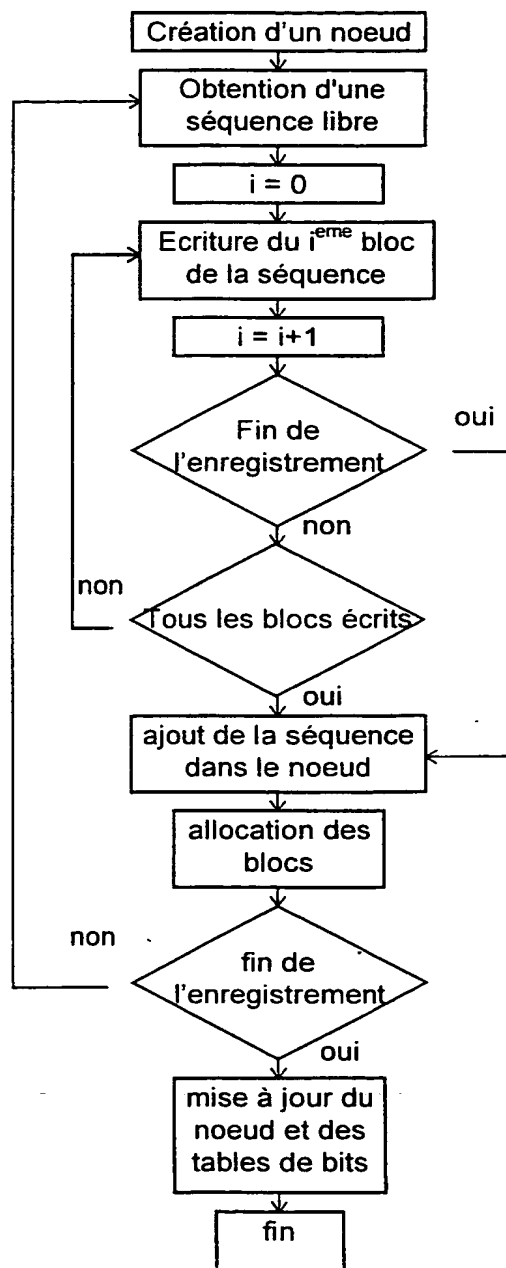 Création d'un noeud
Obtention d'une
séquence libre
i = 0
Ecriture du i^eme bloc
de la séquence
i = i+1
Fin de
l'enregistrement
oui
non
non
Tous les blocs écrits
oui
ajout de la séquence
dans le noeud
allocation des
blocs
non
fin de
l'enregistrement
oui
mise à jour du
noeud et des
tables de bits
fin